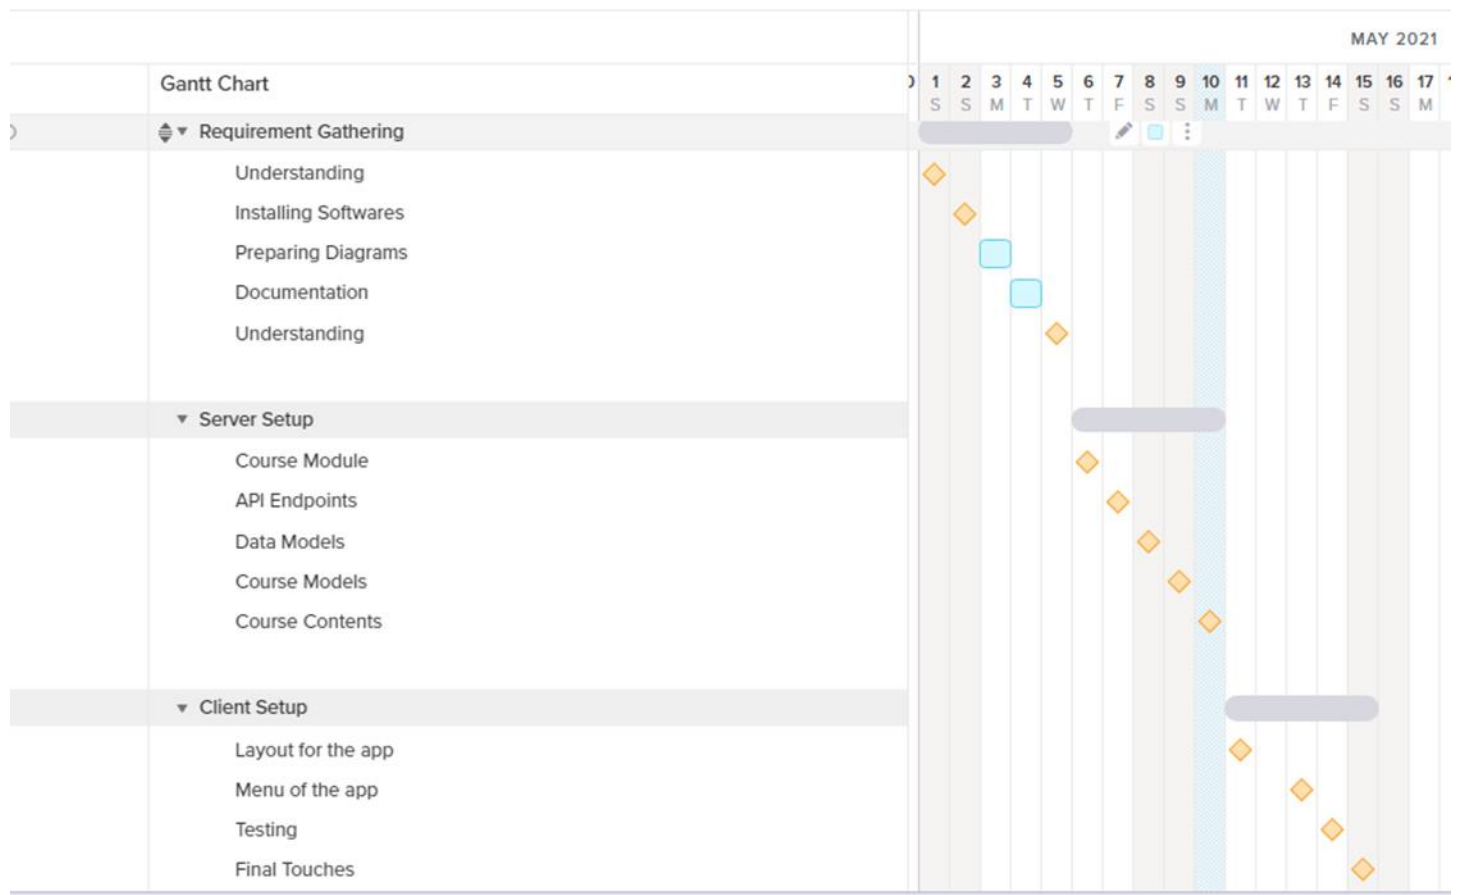 MAY 2021
Gantt Chart
1 2 3 4 5 6 7 8 9 10 11 12 13 14 15 16 17
S S M T W T F S S M T W T F S S M
Requirement Gathering
Understanding
Installing Softwares
Preparing Diagrams
Documentation
Understanding
Server Setup
Course Module
API Endpoints
Data Models
Course Models
Course Contents
Client Setup
Layout for the app
Menu of the app
Testing
Final Touches